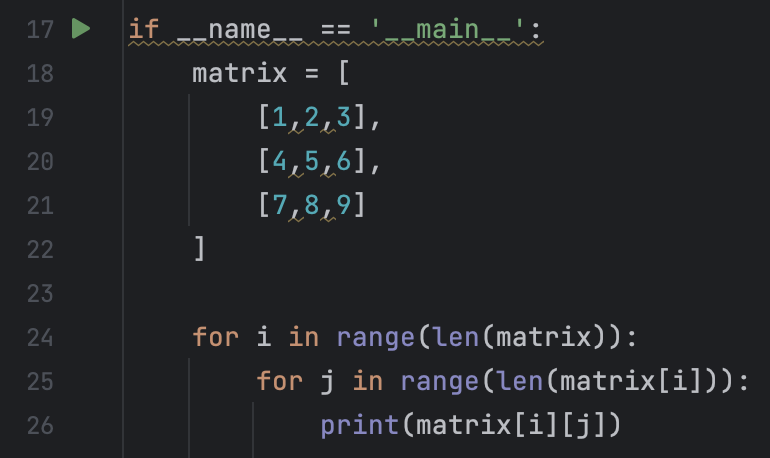 17 if __name__ == '__main__':
18     matrix = [
19         [1,2,3],
20         [4,5,6],
21         [7,8,9]
22     ]
23
24     for i in range(len(matrix)):
25         for j in range(len(matrix[i])):
26             print(matrix[i][j])